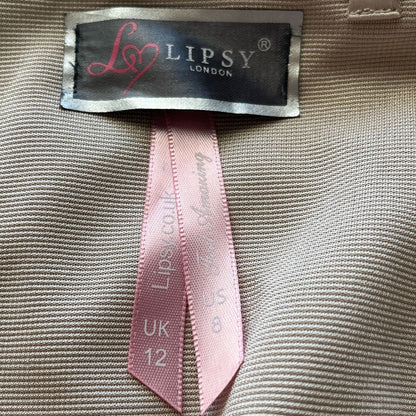 L LIPSY®
LONDON
Lipsy.co.uk
UK
12
Amazing
US
8